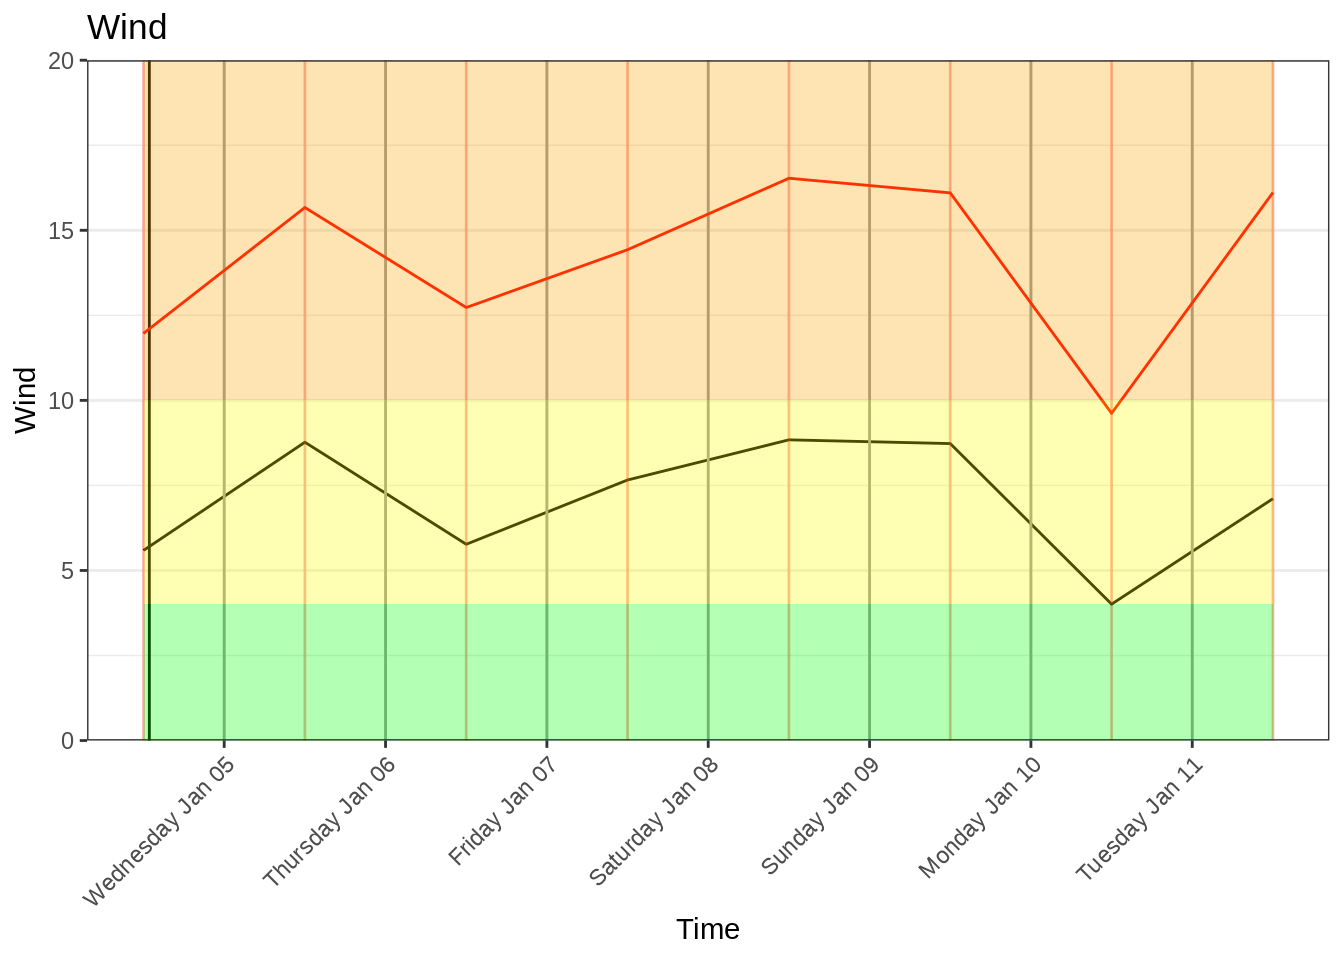 Wind
Wind
20
15
10
5
0
Wednesday Jan 05
Thursday Jan 06
Friday Jan 07
Saturday Jan 08
Sunday Jan 09
Monday Jan 10
Tuesday Jan 11
Time